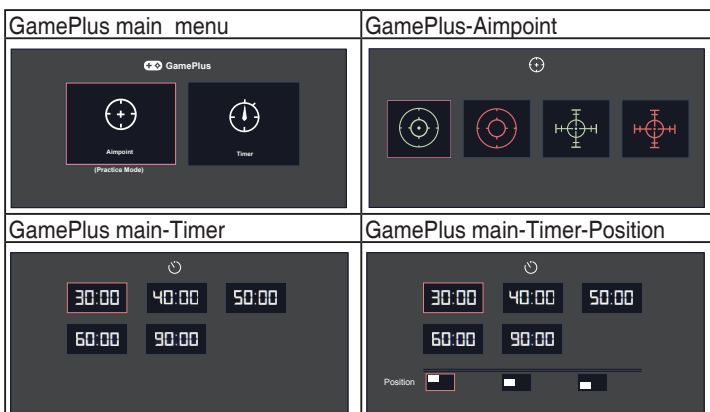 GamePlus main menu
GamePlus-Aimpoint
GamePlus
Aimpoint
Timer
(Practice Mode)
GamePlus main-Timer
GamePlus main-Timer-Position
30:00 40:00 50:00
60:00 90:00
30:00 40:00 50:00
60:00 90:00
Position